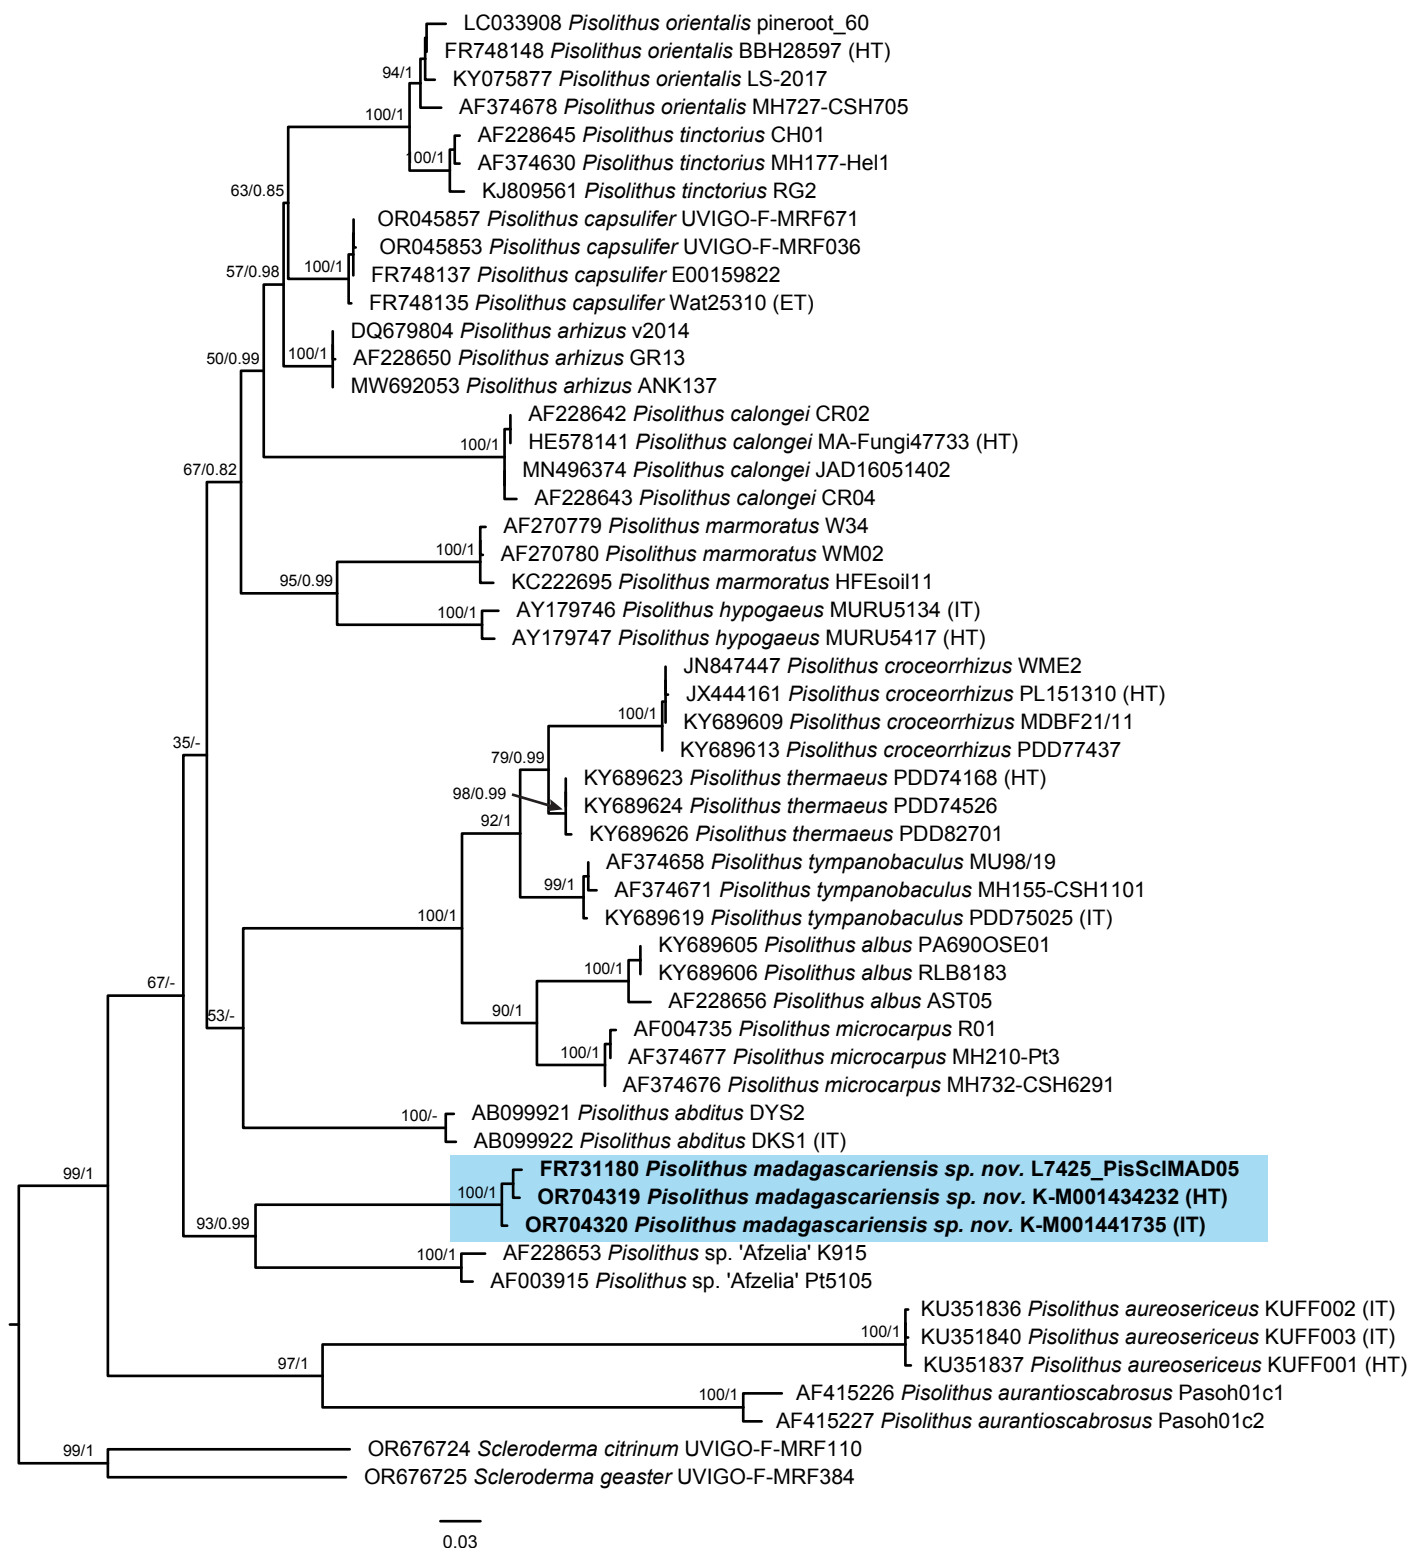 LC033908 Pisolithus orientalis pineroot_60
FR748148 Pisolithus orientalis BBH28597 (HT)
94/1
KY075877 Pisolithus orientalis LS-2017
AF374678 Pisolithus orientalis MH727-CSH705
100/1
AF228645 Pisolithus tinctorius CH01
100/1
AF374630 Pisolithus tinctorius MH177-Hel1
KJ809561 Pisolithus tinctorius RG2
63/0.85
OR045857 Pisolithus capsulifer UVIGO-F-MRF671
OR045853 Pisolithus capsulifer UVIGO-F-MRF036
57/0.98
100/1
FR748137 Pisolithus capsulifer E00159822
FR748135 Pisolithus capsulifer Wat25310 (ET)
DQ679804 Pisolithus arhizus v2014
50/0.99
100/1
AF228650 Pisolithus arhizus GR13
MW692053 Pisolithus arhizus ANK137
AF228642 Pisolithus calongei CR02
100/1
HE578141 Pisolithus calongei MA-Fungi47733 (HT)
67/0.82
MN496374 Pisolithus calongei JAD16051402
AF228643 Pisolithus calongei CR04
AF270779 Pisolithus marmoratus W34
100/1
AF270780 Pisolithus marmoratus WM02
95/0.99
KC222695 Pisolithus marmoratus HFEsoil11
100/1
AY179746 Pisolithus hypogaeus MURU5134 (IT)
AY179747 Pisolithus hypogaeus MURU5417 (HT)
JN847447 Pisolithus croceorrhizus WME2
JX444161 Pisolithus croceorrhizus PL151310 (HT)
100/1
KY689609 Pisolithus croceorrhizus MDBF21/11
35/-
KY689613 Pisolithus croceorrhizus PDD77437
79/0.99
KY689623 Pisolithus thermaeus PDD74168 (HT)
98/0.99
KY689624 Pisolithus thermaeus PDD74526
92/1
KY689626 Pisolithus thermaeus PDD82701
AF374658 Pisolithus tympanobaculus MU98/19
99/1
AF374671 Pisolithus tympanobaculus MH155-CSH1101
100/1
KY689619 Pisolithus tympanobaculus PDD75025 (IT)
KY689605 Pisolithus albus PA690OSE01
100/1
KY689606 Pisolithus albus RLB8183
67/-
AF228656 Pisolithus albus AST05
53/-
90/1
AF004735 Pisolithus microcarpus R01
100/1
AF374677 Pisolithus microcarpus MH210-Pt3
AF374676 Pisolithus microcarpus MH732-CSH6291
100/-
AB099921 Pisolithus abditus DYS2
AB099922 Pisolithus abditus DKS1 (IT)
99/1
FR731180 Pisolithus madagascariensis sp. nov. L7425_PisSclMAD05
100/1
OR704319 Pisolithus madagascariensis sp. nov. K-M001434232 (HT)
93/0.99
OR704320 Pisolithus madagascariensis sp. nov. K-M001441735 (IT)
100/1
AF228653 Pisolithus sp. 'Afzelia' K915
AF003915 Pisolithus sp. 'Afzelia' Pt5105
KU351836 Pisolithus aureosericeus KUFF002 (IT)
100/1
KU351840 Pisolithus aureosericeus KUFF003 (IT)
97/1
KU351837 Pisolithus aureosericeus KUFF001 (HT)
100/1
AF415226 Pisolithus aurantioscabrosus Pasoh01c1
AF415227 Pisolithus aurantioscabrosus Pasoh01c2
99/1
OR676724 Scleroderma citrinum UVIGO-F-MRF110
OR676725 Scleroderma geaster UVIGO-F-MRF384
0.03